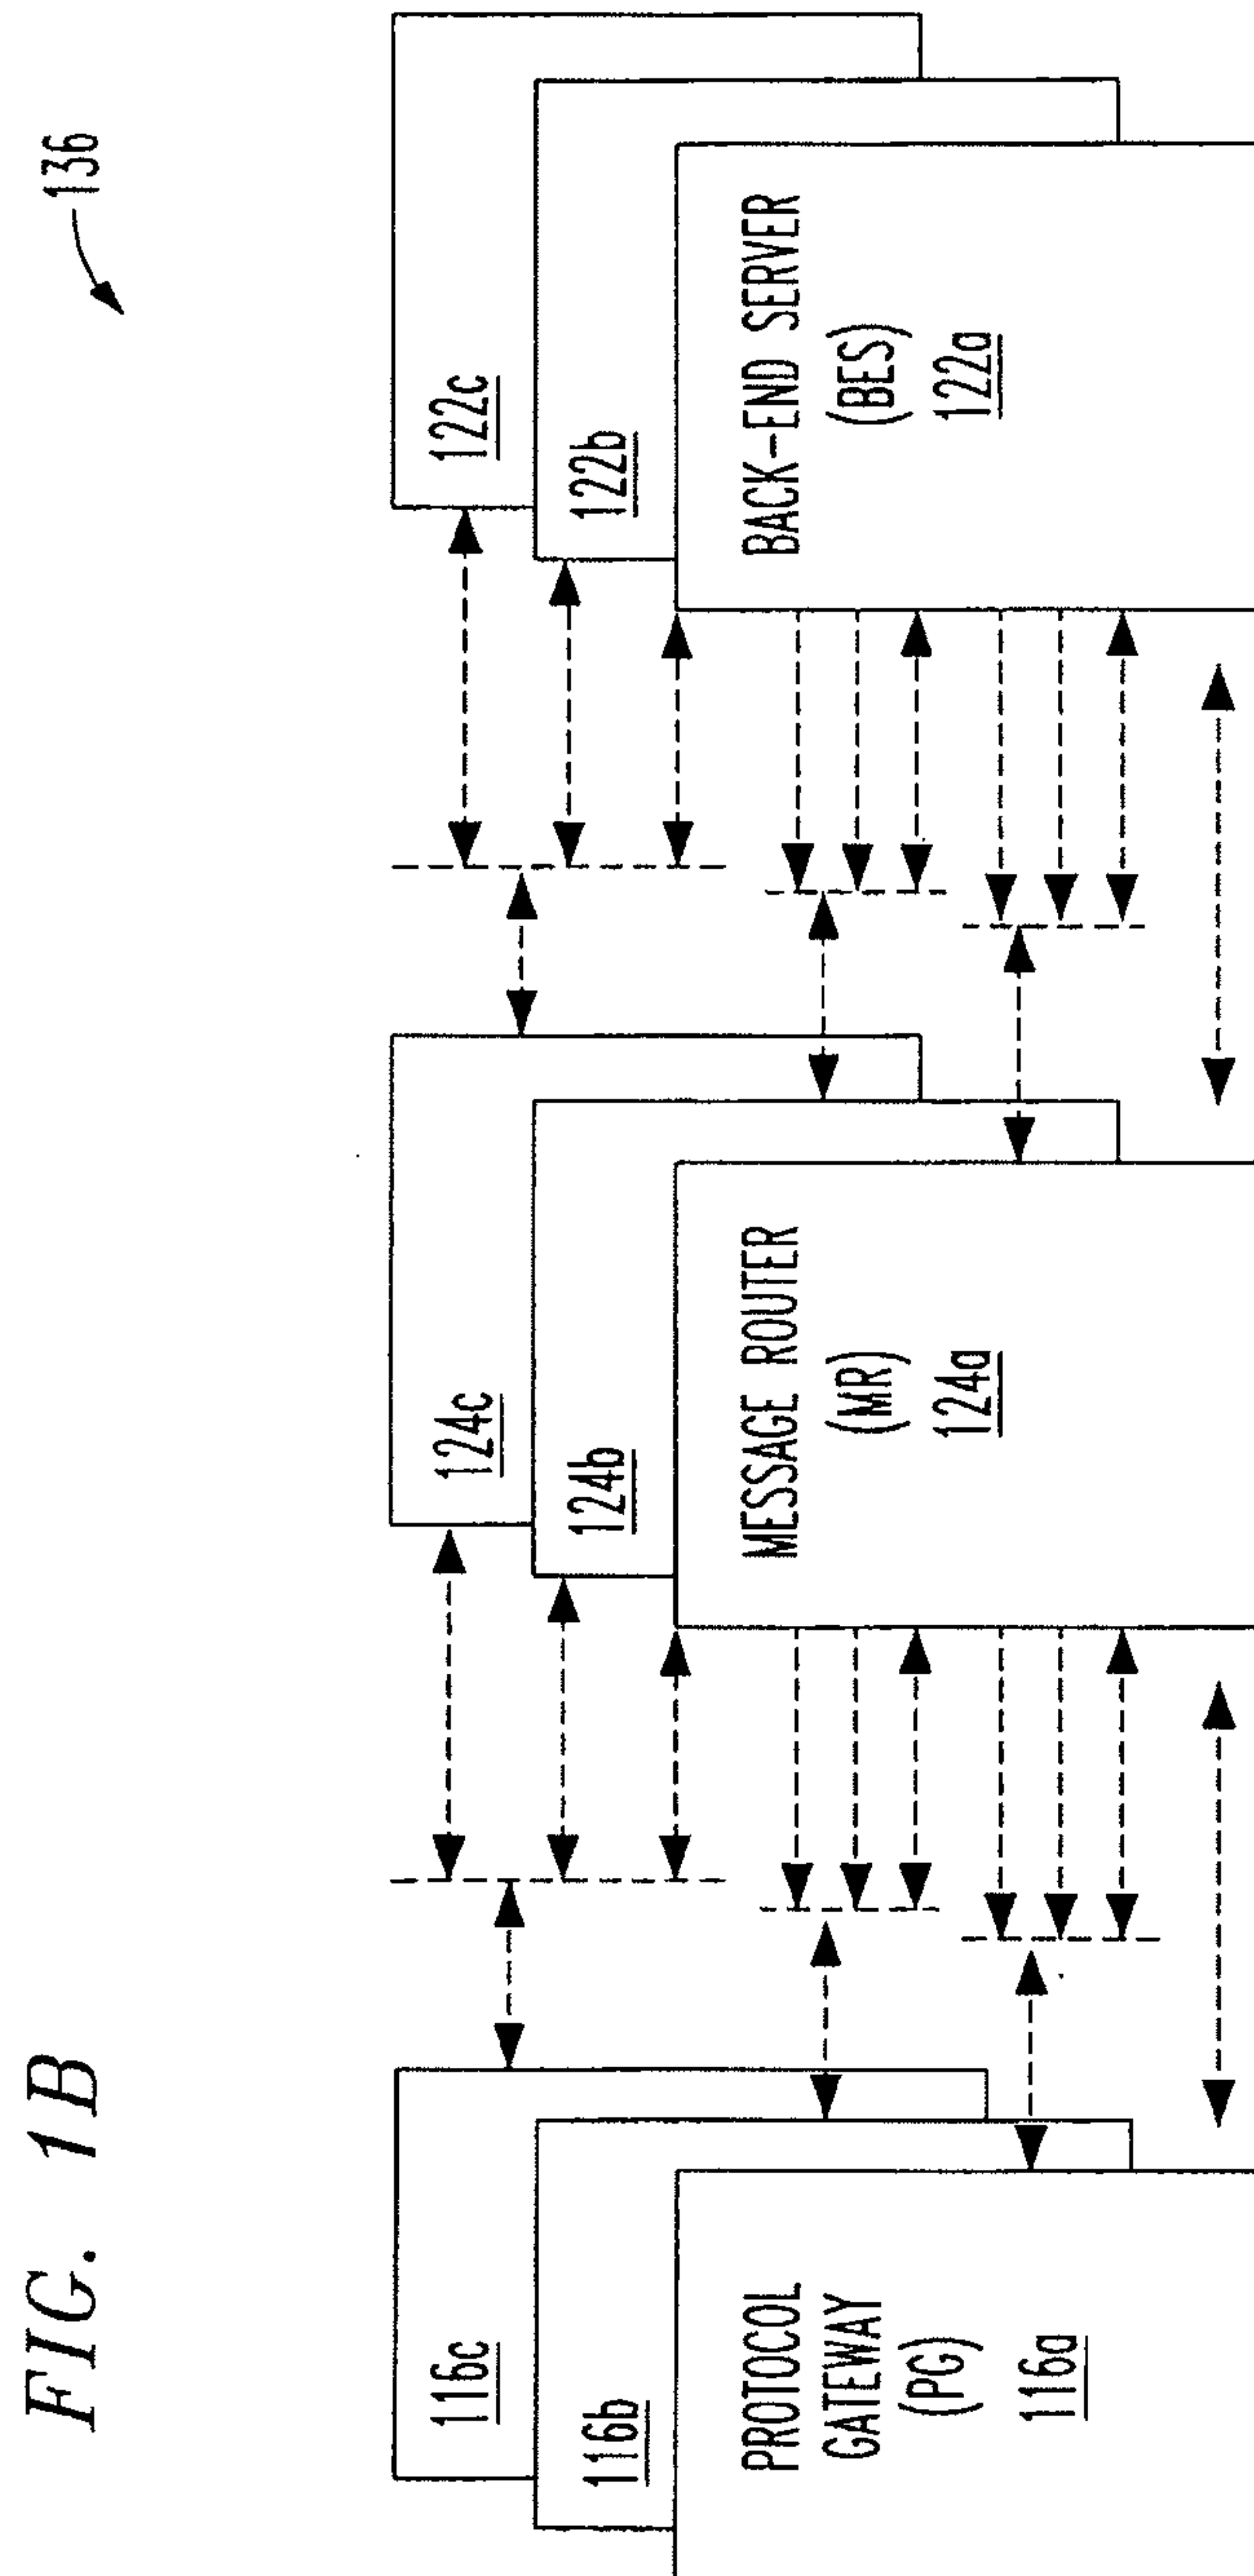 FIG. 1B
136
116c
116b
PROTOCOL
GATEWAY
(PG)
116a
124c
124b
MESSAGE ROUTER
(MR)
124a
122c
122b
BACK-END SERVER
(BES)
122a